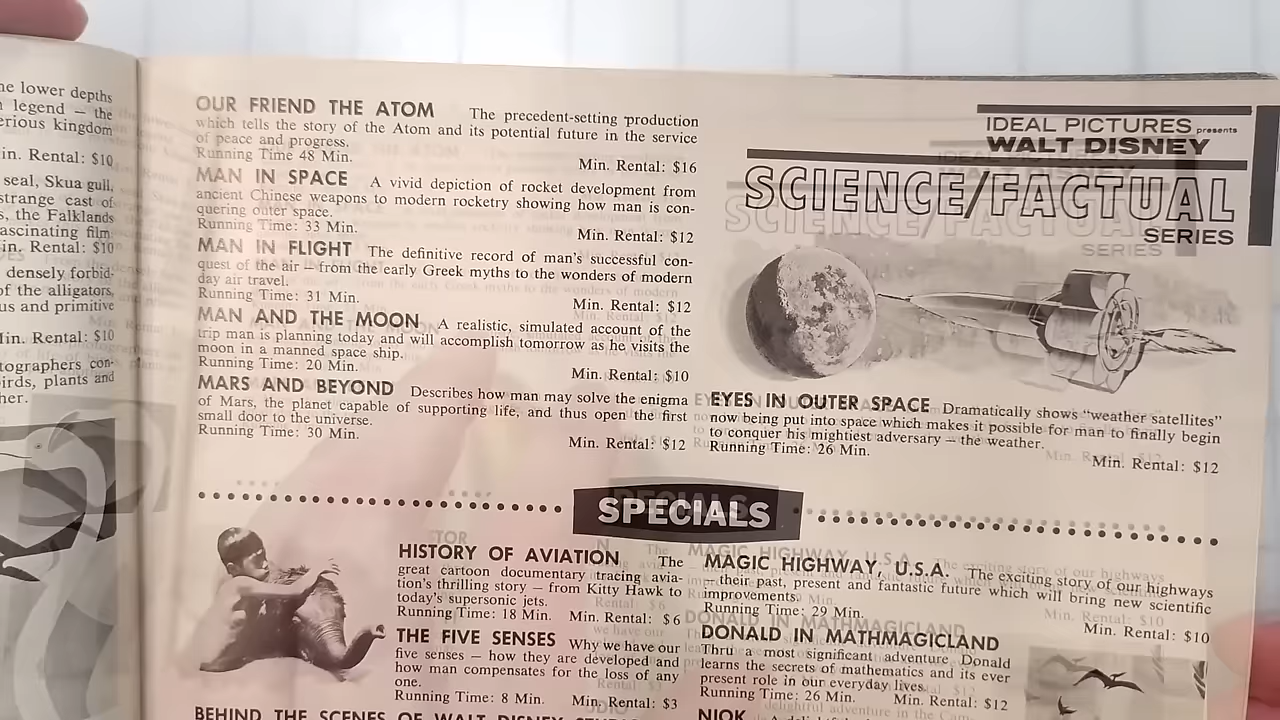 he lower depths
legend – the
erious kingdom
in. Rental: $10
seal, Skua gull,
strange cast of
s, the Falklands
ascinating film
in. Rental: $10
densely forbid-
of the alligators,
us and primitive
in. Rental: $10
tographers con-
irds, plants and
her.
OUR FRIEND THE ATOM The precedent-setting production
which tells the story of the Atom and its potential future in the service
of peace and progress.
Running Time 48 Min.
Min. Rental: $16
MAN IN SPACE A vivid depiction of rocket development from
ancient Chinese weapons to modern rocketry showing how man is con-
quering outer space.
Running Time: 33 Min.
Min. Rental: $12
MAN IN FLIGHT The definitive record of man's successful con-
quest of the air – from the early Greek myths to the wonders of modern
day air travel.
Running Time: 31 Min.
Min. Rental: $12
MAN AND THE MOON A realistic, simulated account of the
trip man is planning today and will accomplish tomorrow as he visits the
moon in a manned space ship.
Running Time: 20 Min.
Min. Rental: $10
MARS AND BEYOND Describes how man may solve the enigma
of Mars, the planet capable of supporting life, and thus open the first
small door to the universe.
Running Time: 30 Min.
Min. Rental: $12
IDEAL PICTURES presents
WALT DISNEY
SCIENCE/FACTUAL
SERIES
EYES IN OUTER SPACE Dramatically shows "weather satellites"
now being put into space which makes it possible for man to finally begin
to conquer his mightiest adversary – the weather.
Running Time: 26 Min.
Min. Rental: $12
SPECIALS
HISTORY OF AVIATION The
great cartoon documentary tracing avia-
tion's thrilling story – from Kitty Hawk to
today's supersonic jets.
Running Time: 18 Min. Min. Rental: $6
THE FIVE SENSES Why we have our
five senses – how they are developed and
how man compensates for the loss of any
one.
Running Time: 8 Min. Min. Rental: $3
BEHIND THE SCENES OF WALT DISNEY
MAGIC HIGHWAY, U.S.A. The exciting story of our highways
– their past, present and fantastic future which will bring new scientific
improvements.
Running Time: 29 Min.
Min. Rental: $10
DONALD IN MATHMAGICLAND
Thru a most significant adventure Donald
learns the secrets of mathematics and its ever
present role in our everyday lives.
Running Time: 26 Min.
Min. Rental: $12
NIOK